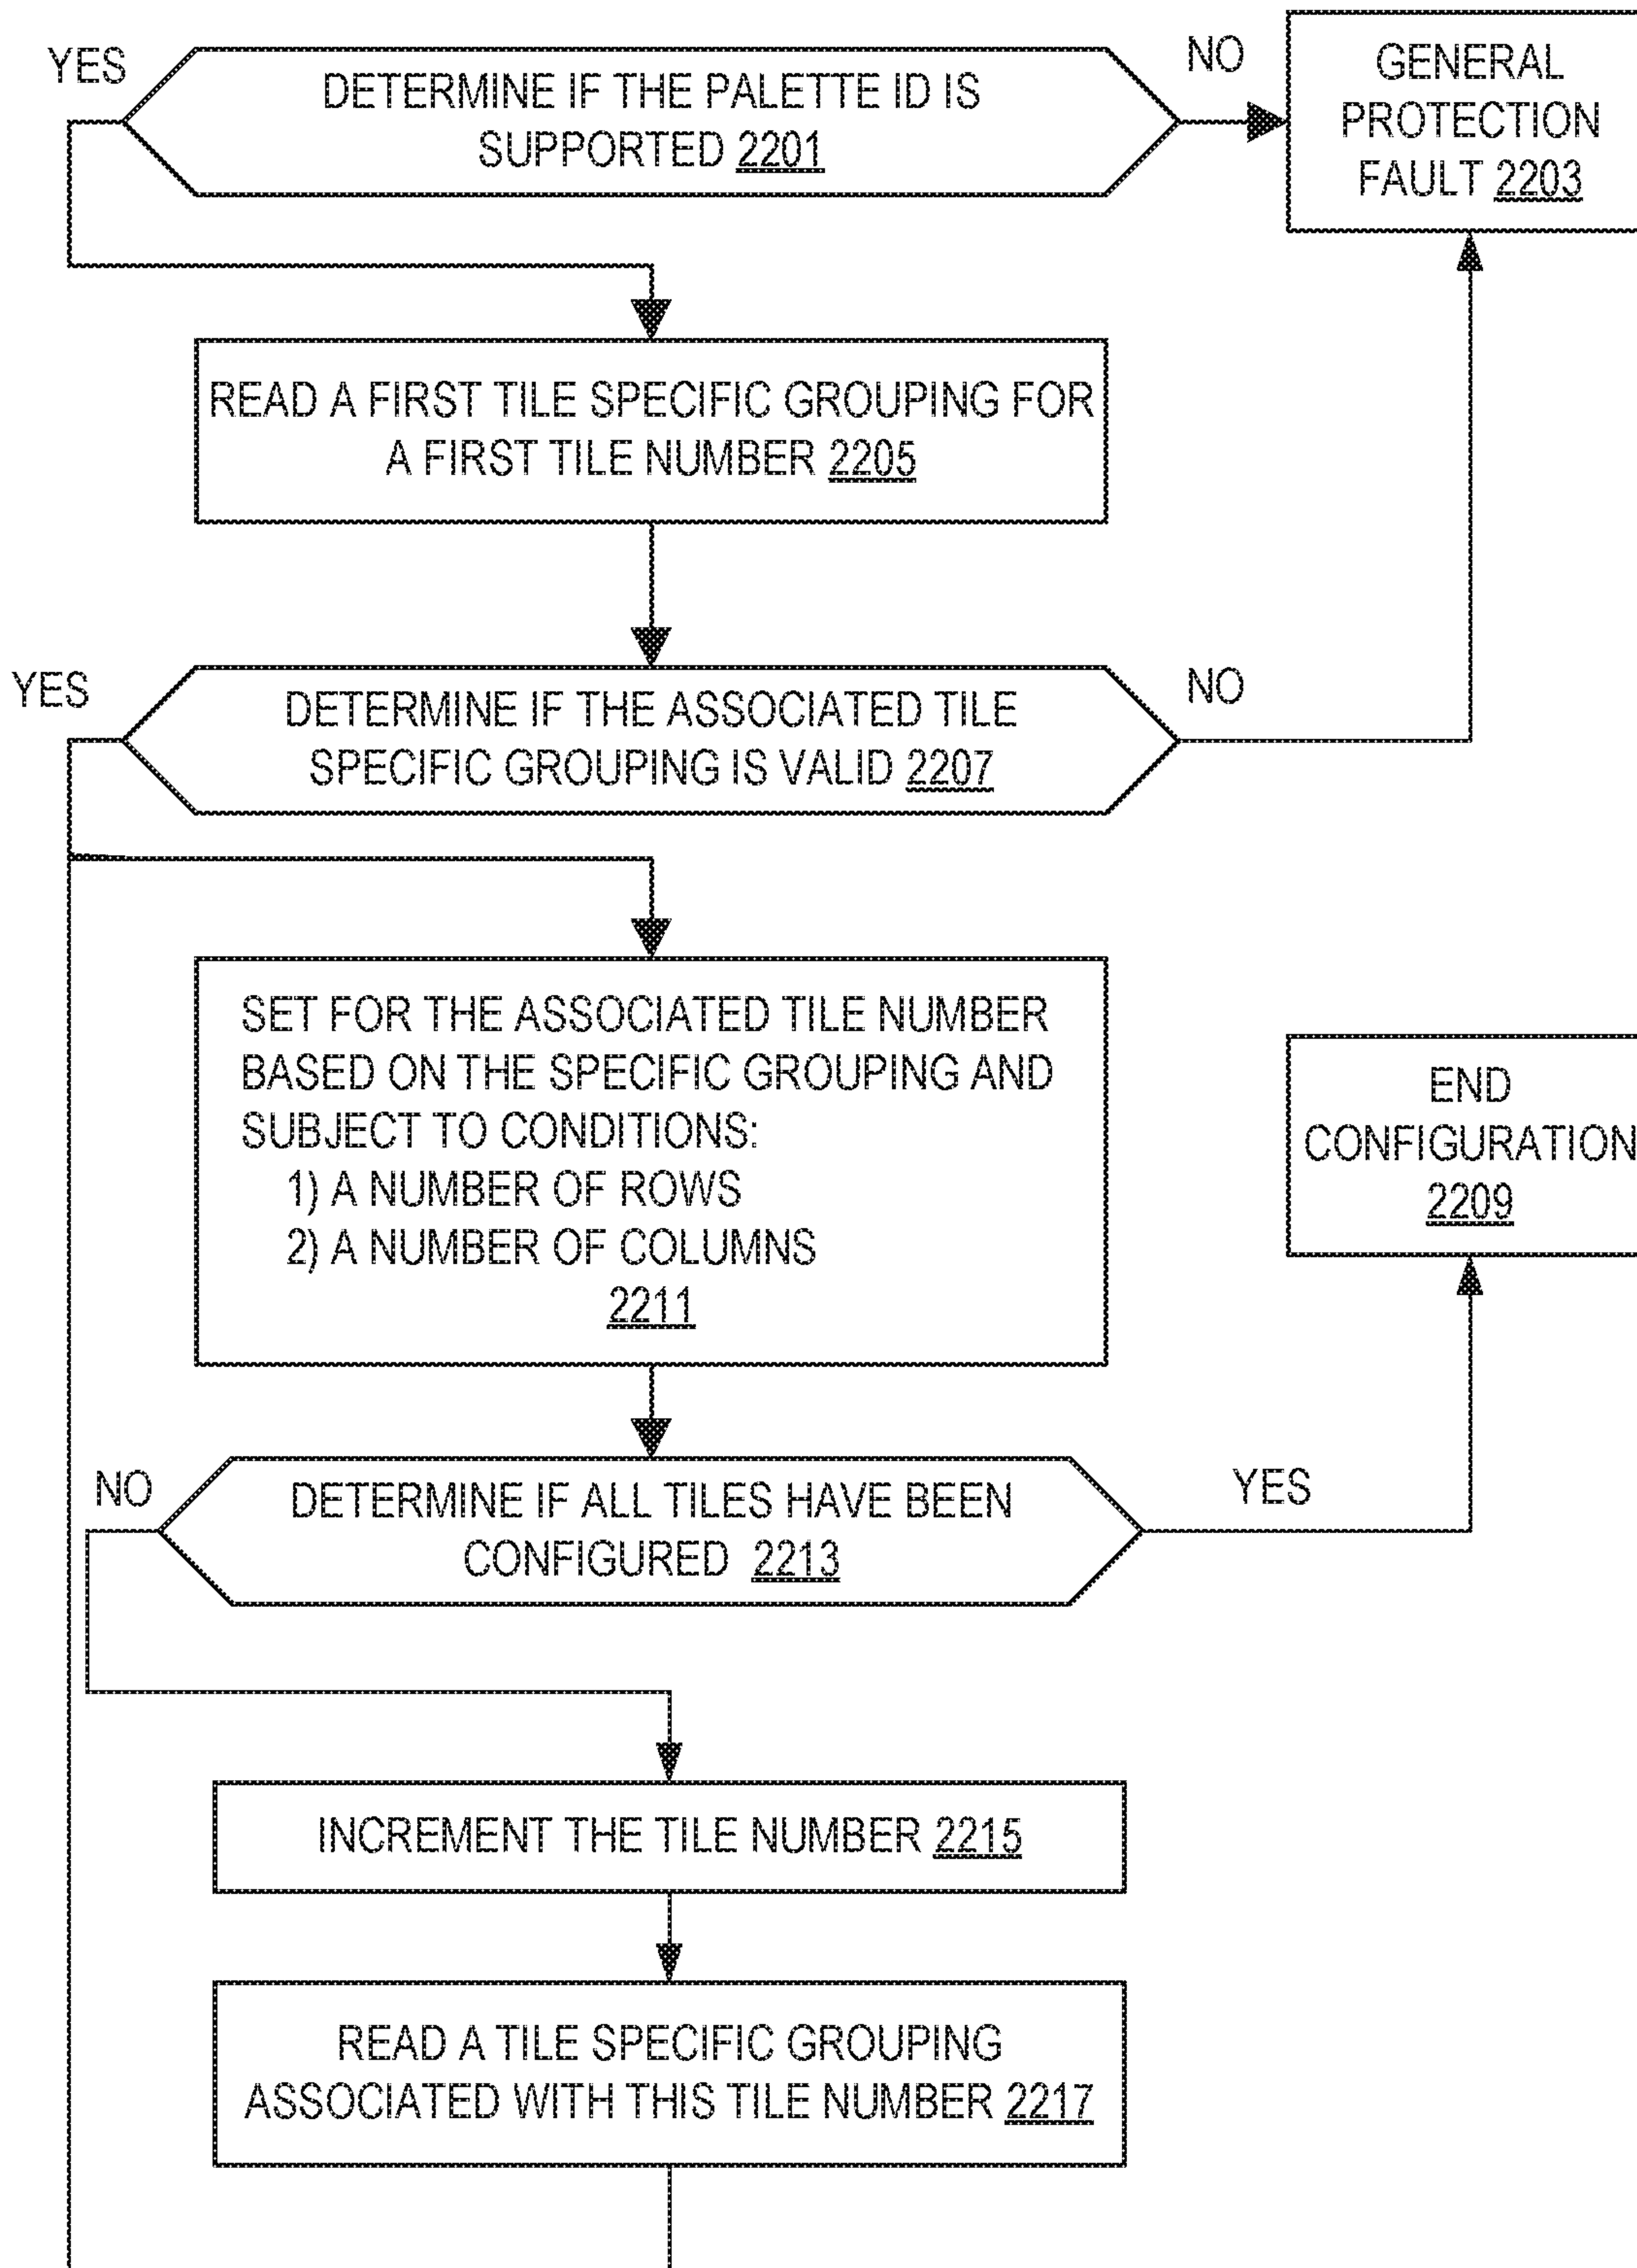 YES
DETERMINE IF THE PALETTE ID IS
SUPPORTED 2201
NO
GENERAL
PROTECTION
FAULT 2203
READ A FIRST TILE SPECIFIC GROUPING FOR
A FIRST TILE NUMBER 2205
YES
DETERMINE IF THE ASSOCIATED TILE
SPECIFIC GROUPING IS VALID 2207
NO
SET FOR THE ASSOCIATED TILE NUMBER
BASED ON THE SPECIFIC GROUPING AND
SUBJECT TO CONDITIONS:
1) A NUMBER OF ROWS
2) A NUMBER OF COLUMNS
2211
END
CONFIGURATION
2209
NO
DETERMINE IF ALL TILES HAVE BEEN
CONFIGURED 2213
YES
INCREMENT THE TILE NUMBER 2215
READ A TILE SPECIFIC GROUPING
ASSOCIATED WITH THIS TILE NUMBER 2217